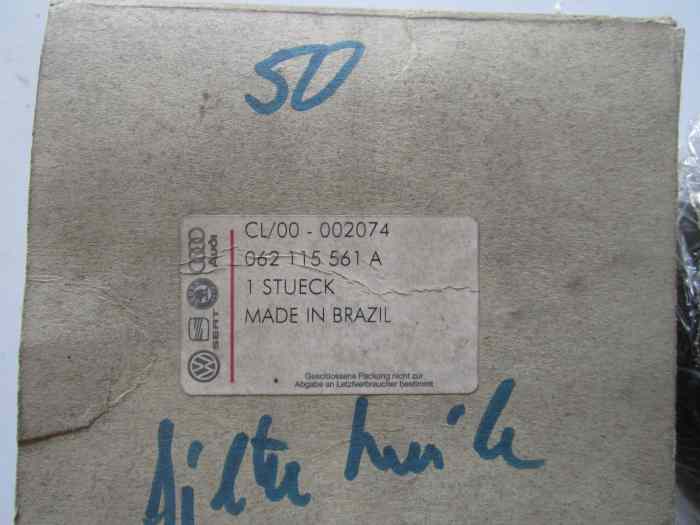 50
CL/00 - 002074
062 115 561 A
1 STUECK
MADE IN BRAZIL
Geschlossene Packung nicht zur
Abgabe an Letztverbraucher bestimmt
Audi
SEAT
filtre huile